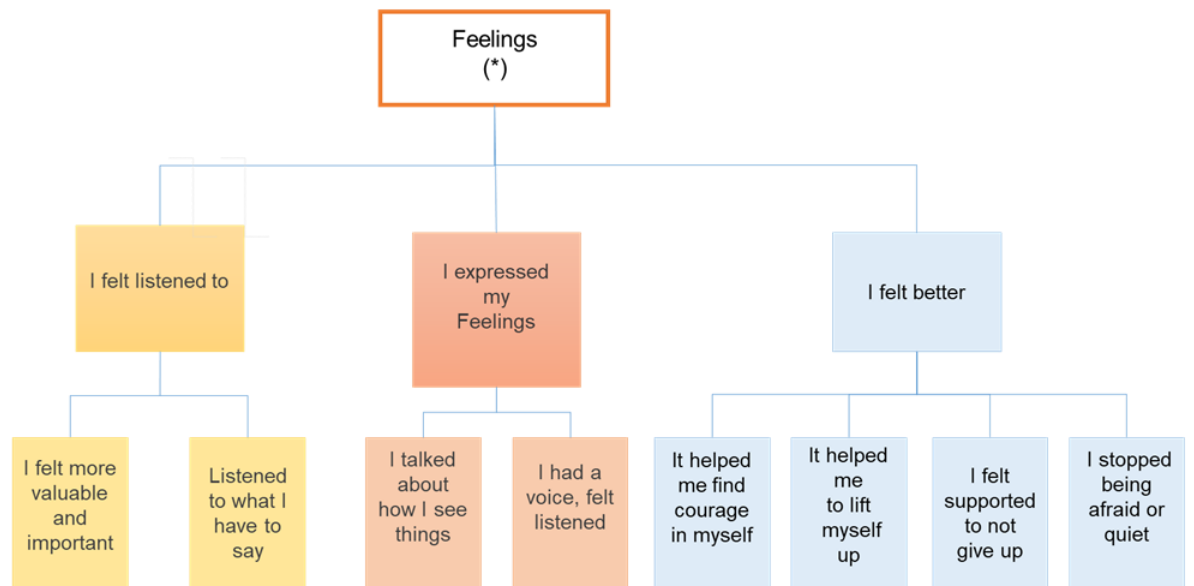 Feelings
(*)
I felt listened to
I expressed
my
Feelings
I felt better
I felt more
valuable
and
important
Listened
to what I
have to
say
I talked
about
how I see
things
I had a
voice, felt
listened
It helped
me find
courage
in myself
It helped
me
to lift
myself
up
I felt
supported
to not
give up
I stopped
being
afraid or
quiet